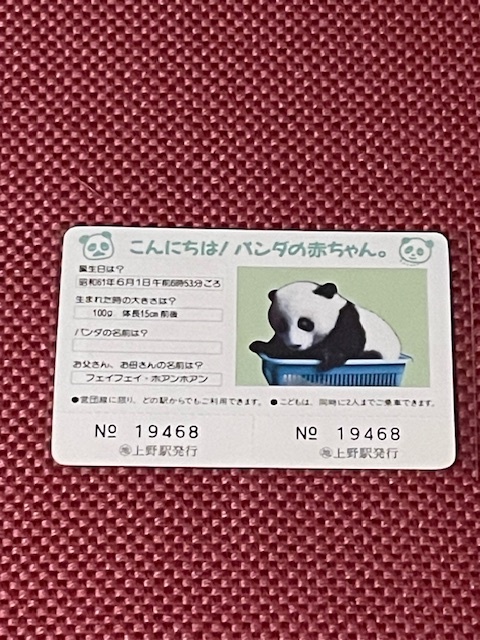 こんにちは!パンダの赤ちゃん。
誕生日は?
昭和61年6月1日午前6時53分ころ
生まれた時の大きさは?
100g 体長15cm前後
パンダの名前は?
お父さん、お母さんの名前は?
フェイフェイ・ホアンホアン
●営団線に限り、どの駅からでもご利用できます。 ●こどもは、同時に2人までご乗車できます。
№ 19468 № 19468
上野駅発行 上野駅発行